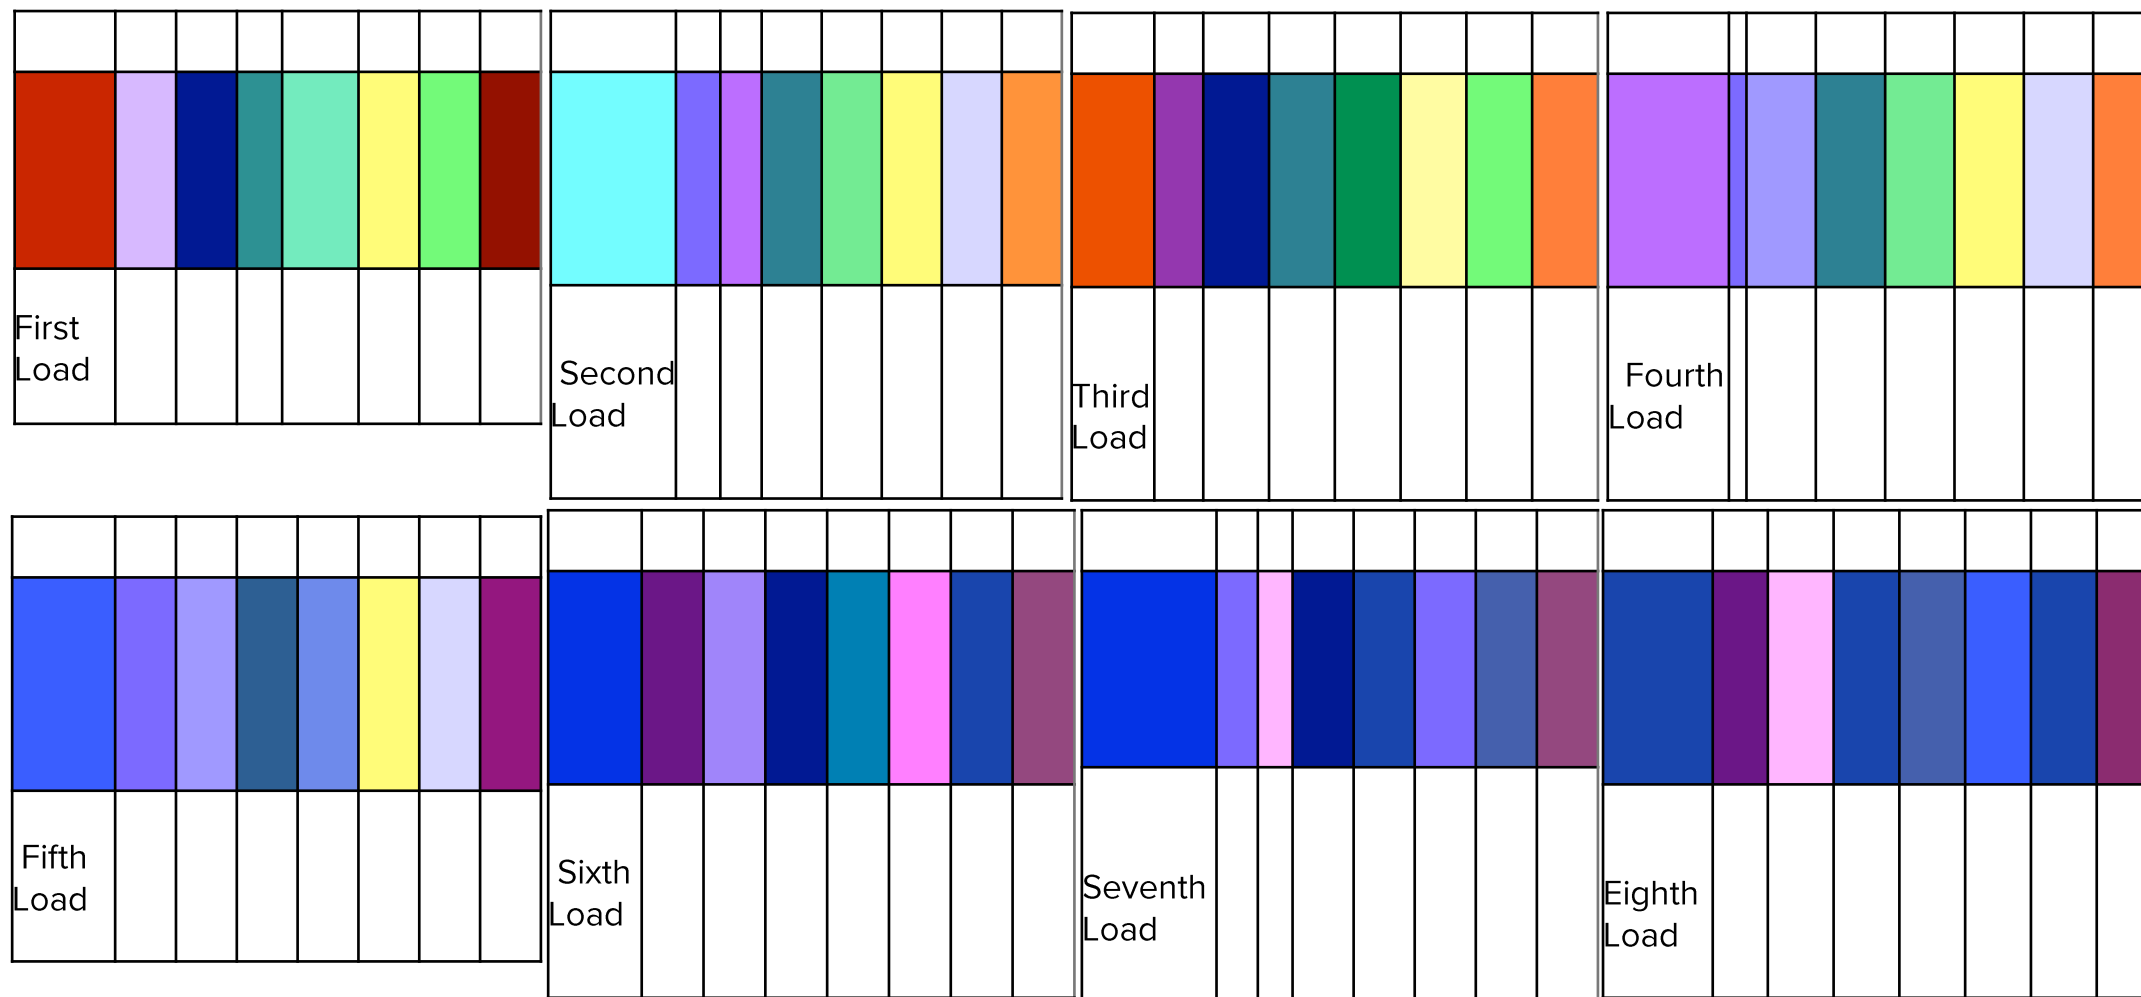 First
Load
Second
Load
Third
Load
Fourth
Load
Fifth
Load
Sixth
Load
Seventh
Load
Eighth
Load